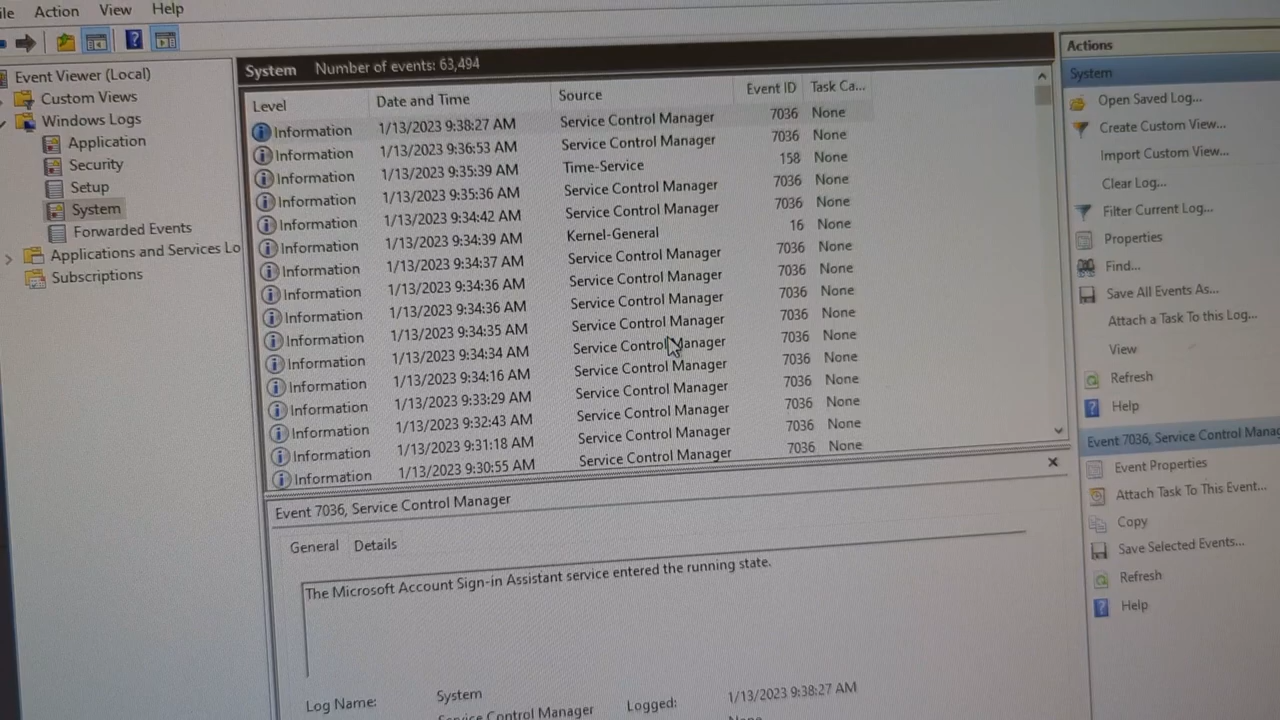 ile Action View Help
Event Viewer (Local)
Custom Views
Windows Logs
Application
Security
Setup
System
Forwarded Events
Applications and Services Lo
Subscriptions
System Number of events: 63,494
Level Date and Time Source Event ID Task Ca...
Information 1/13/2023 9:38:27 AM Service Control Manager 7036 None
Information 1/13/2023 9:36:53 AM Service Control Manager 7036 None
Information 1/13/2023 9:35:39 AM Time-Service 158 None
Information 1/13/2023 9:35:36 AM Service Control Manager 7036 None
Information 1/13/2023 9:34:42 AM Service Control Manager 7036 None
Information 1/13/2023 9:34:39 AM Kernel-General 16 None
Information 1/13/2023 9:34:37 AM Service Control Manager 7036 None
Information 1/13/2023 9:34:36 AM Service Control Manager 7036 None
Information 1/13/2023 9:34:36 AM Service Control Manager 7036 None
Information 1/13/2023 9:34:35 AM Service Control Manager 7036 None
Information 1/13/2023 9:34:34 AM Service Control Manager 7036 None
Information 1/13/2023 9:34:16 AM Service Control Manager 7036 None
Information 1/13/2023 9:33:29 AM Service Control Manager 7036 None
Information 1/13/2023 9:32:43 AM Service Control Manager 7036 None
Information 1/13/2023 9:31:18 AM Service Control Manager 7036 None
Information 1/13/2023 9:30:55 AM Service Control Manager 7036 None
Event 7036, Service Control Manager
General Details
The Microsoft Account Sign-in Assistant service entered the running state.
Log Name: System
Service Control Manager
Logged: 1/13/2023 9:38:27 AM
None
Actions
System
Open Saved Log...
Create Custom View...
Import Custom View...
Clear Log...
Filter Current Log...
Properties
Find...
Save All Events As...
Attach a Task To this Log...
View
Refresh
Help
Event 7036, Service Control Manag
Event Properties
Attach Task To This Event...
Copy
Save Selected Events...
Refresh
Help